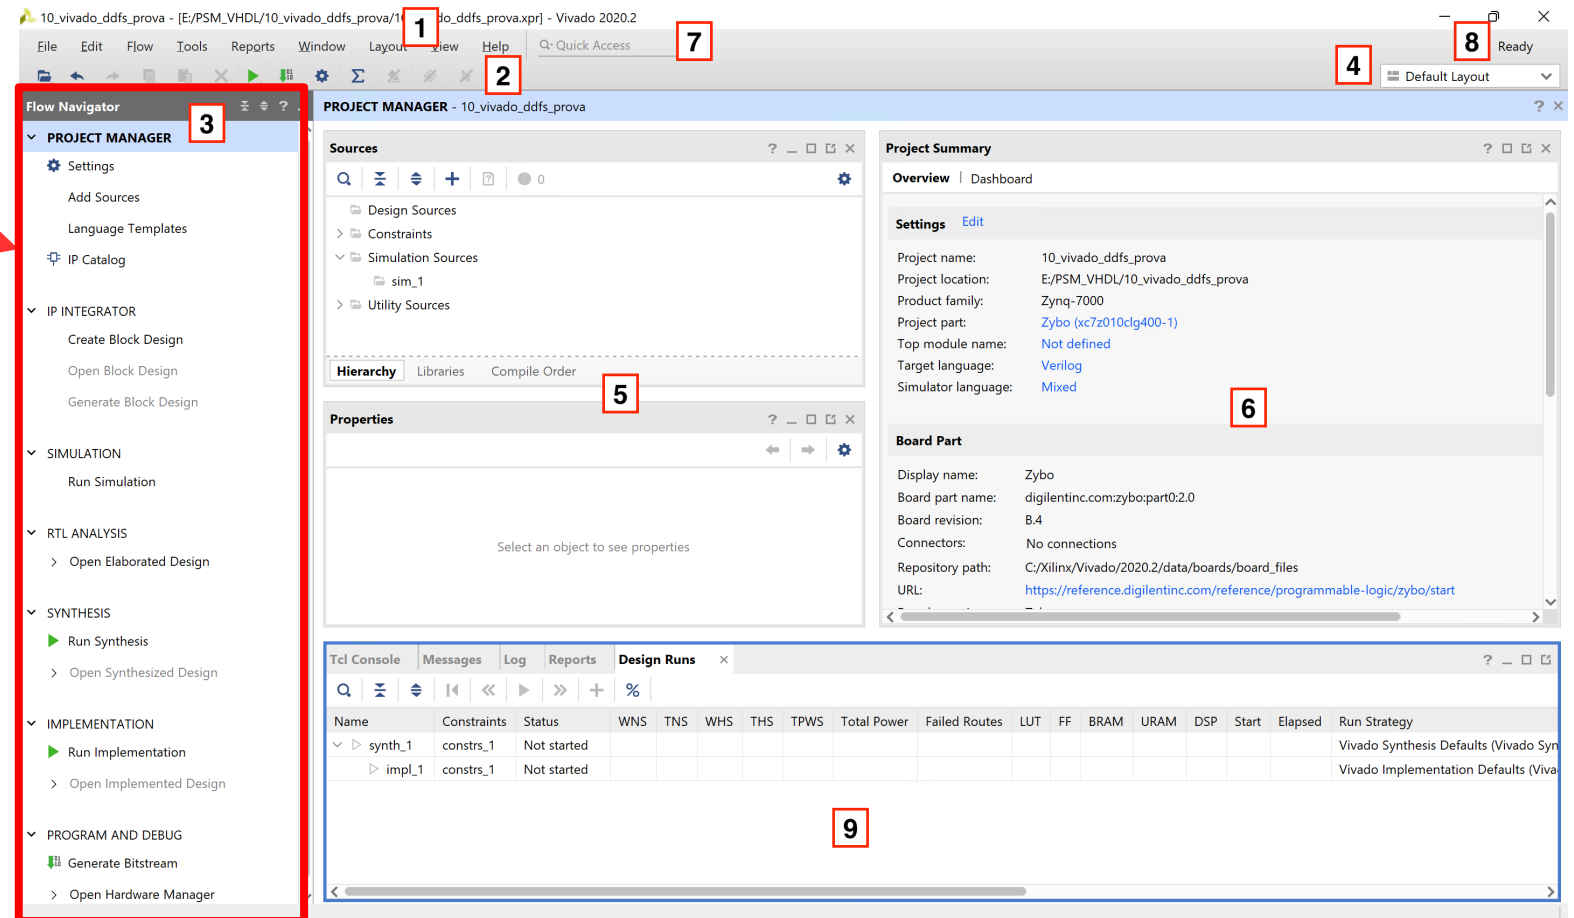 10_vivado_ddfs_prova - [E:/PSM_VHDL/10_vivado_ddfs_prova/1 do_ddfs_prova.xpr] - Vivado 2020.2
1
File Edit Flow Tools Reports Window Layout View Help Quick Access
7
8
Ready
2
4
Default Layout
Flow Navigator
3
PROJECT MANAGER
Settings
Add Sources
Language Templates
IP Catalog
IP INTEGRATOR
Create Block Design
Open Block Design
Generate Block Design
SIMULATION
Run Simulation
RTL ANALYSIS
Open Elaborated Design
SYNTHESIS
Run Synthesis
Open Synthesized Design
IMPLEMENTATION
Run Implementation
Open Implemented Design
PROGRAM AND DEBUG
Generate Bitstream
Open Hardware Manager
PROJECT MANAGER - 10_vivado_ddfs_prova
Sources
0
Design Sources
Constraints
Simulation Sources
sim_1
Utility Sources
Hierarchy Libraries Compile Order
5
Properties
Select an object to see properties
Project Summary
Overview | Dashboard
Settings Edit
Project name: 10_vivado_ddfs_prova
Project location: E:/PSM_VHDL/10_vivado_ddfs_prova
Product family: Zynq-7000
Project part: Zybo (xc7z010clg400-1)
Top module name: Not defined
Target language: Verilog
Simulator language: Mixed
6
Board Part
Display name: Zybo
Board part name: digilentinc.com:zybo:part0:2.0
Board revision: B.4
Connectors: No connections
Repository path: C:/Xilinx/Vivado/2020.2/data/boards/board_files
URL: https://reference.digilentinc.com/reference/programmable-logic/zybo/start
Tcl Console Messages Log Reports Design Runs
Name Constraints Status WNS TNS WHS THS TPWS Total Power Failed Routes LUT FF BRAM URAM DSP Start Elapsed Run Strategy
synth_1 constrs_1 Not started Vivado Synthesis Defaults (Vivado Syn
impl_1 constrs_1 Not started Vivado Implementation Defaults (Viva
9